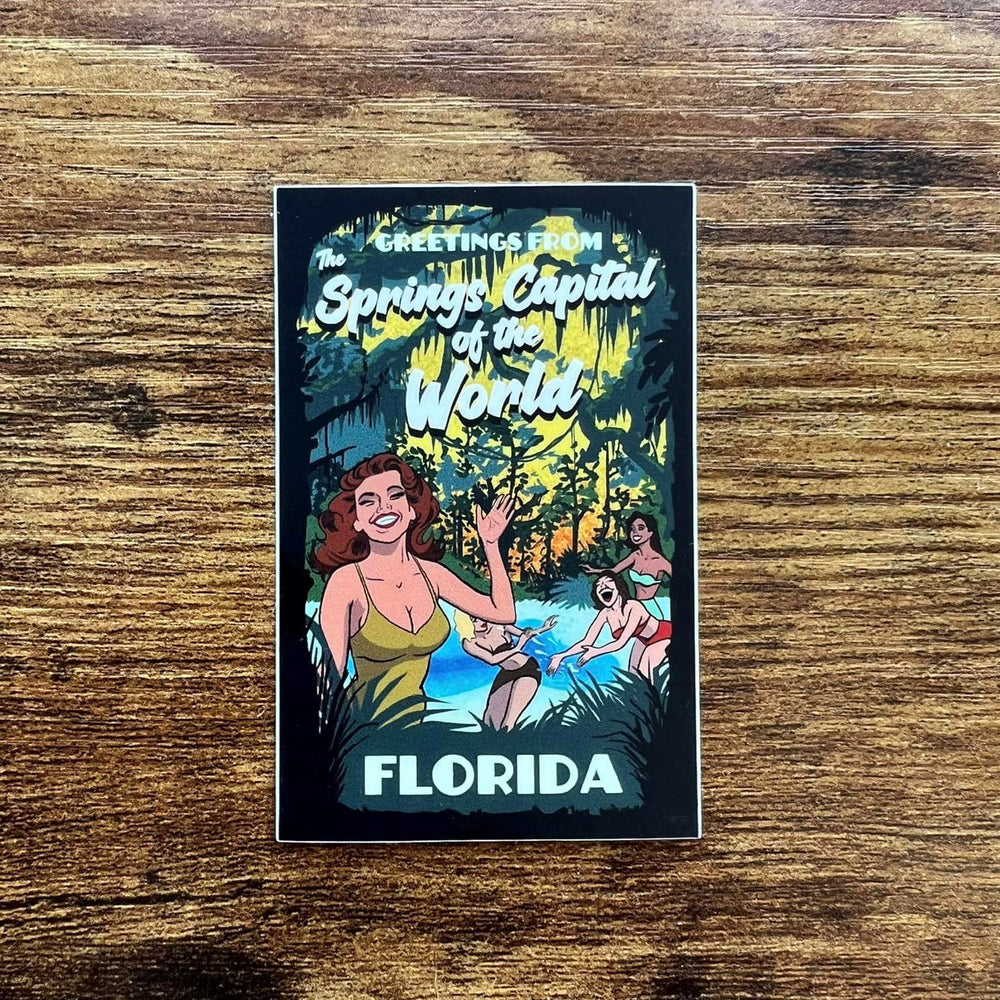 GREETINGS FROM
The
Springs Capital
of the
World
FLORIDA